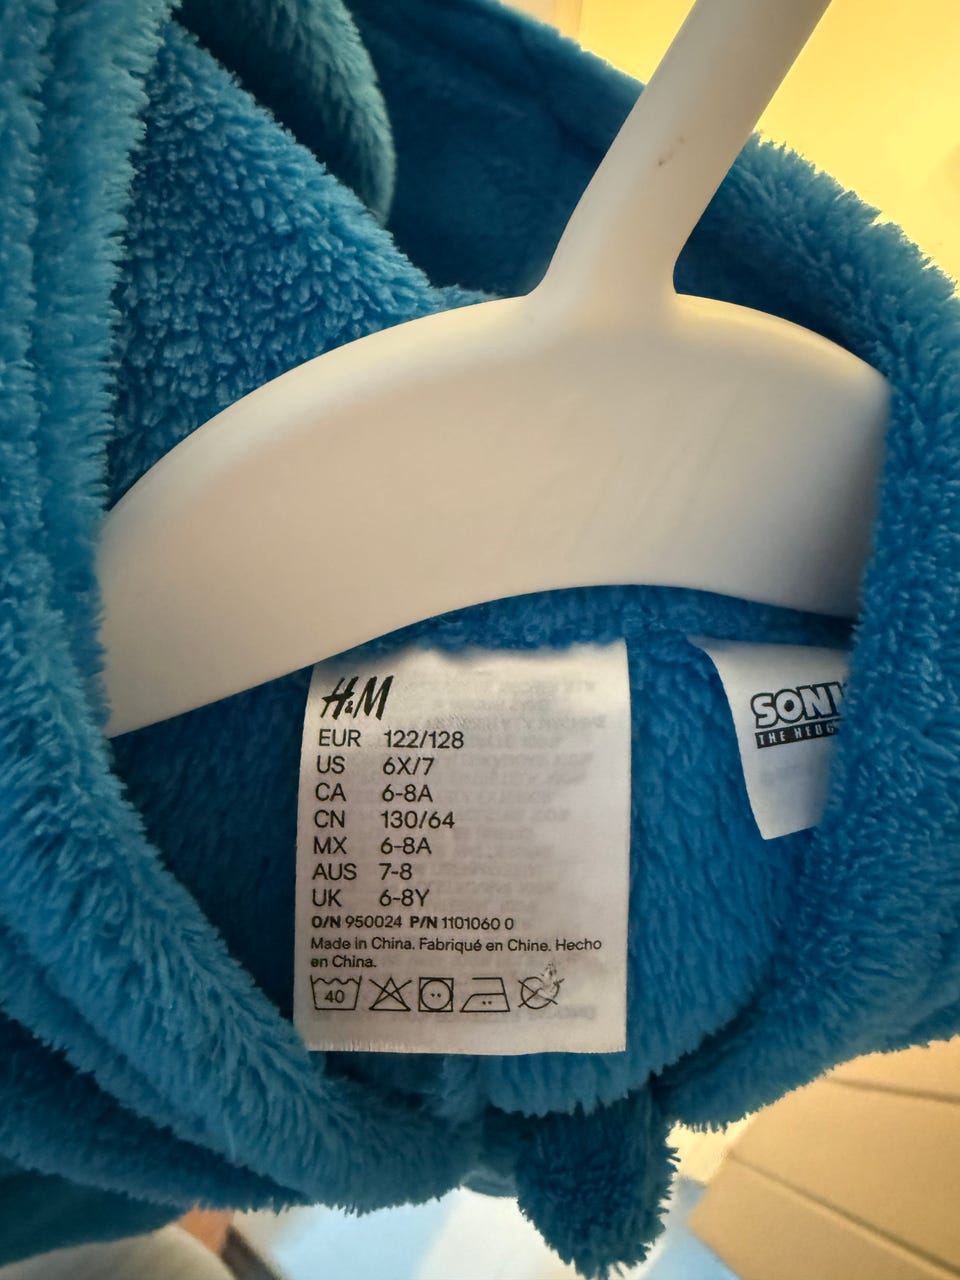 H&M
EUR 122/128
US 6X/7
CA 6-8A
CN 130/64
MX 6-8A
AUS 7-8
UK 6-8Y
O/N 950024 P/N 1101060 0
Made in China. Fabriqué en Chine. Hecho
en China.
40
SONI
THE HEDG